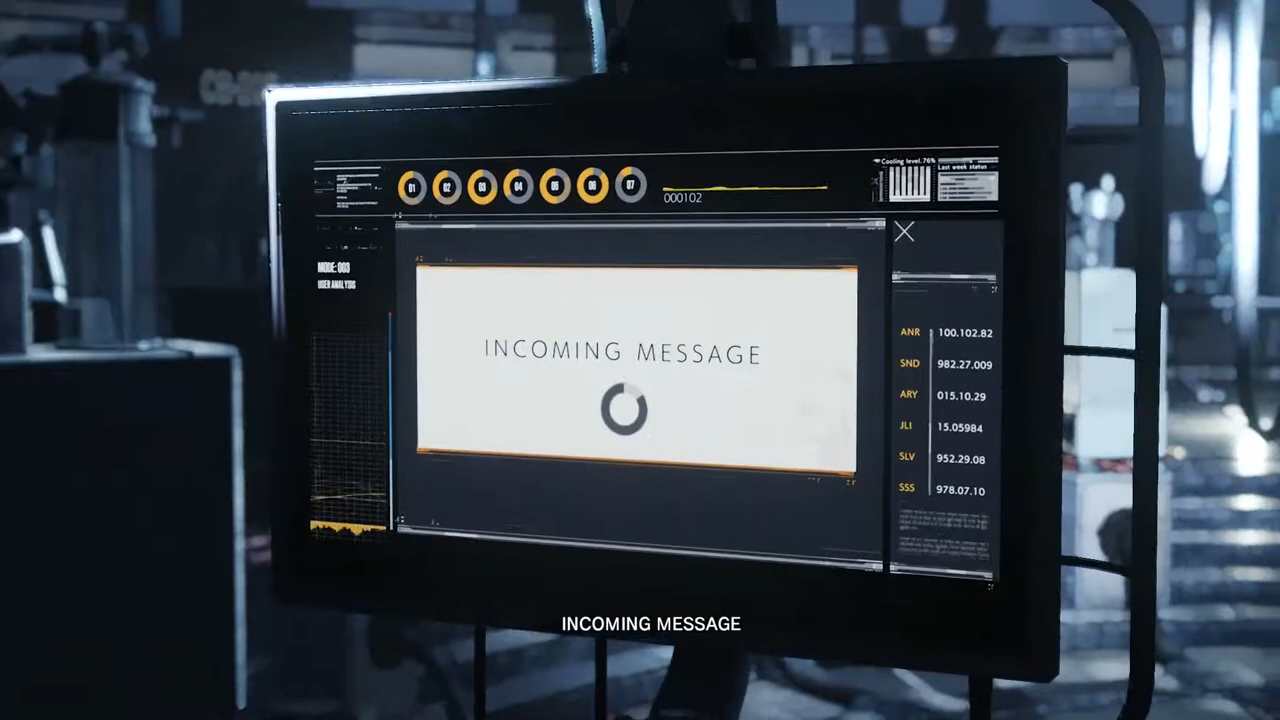 CB-
01 02 03 04 05 06 07
000102
Cooling level.76%
Last week status
MODE: 003
USER ANALYSIS
INCOMING MESSAGE
ANR 100.102.82
SND 982.27.009
ARY 015.10.29
JLI 15.05984
SLV 952.29.08
SSS 978.07.10
INCOMING MESSAGE